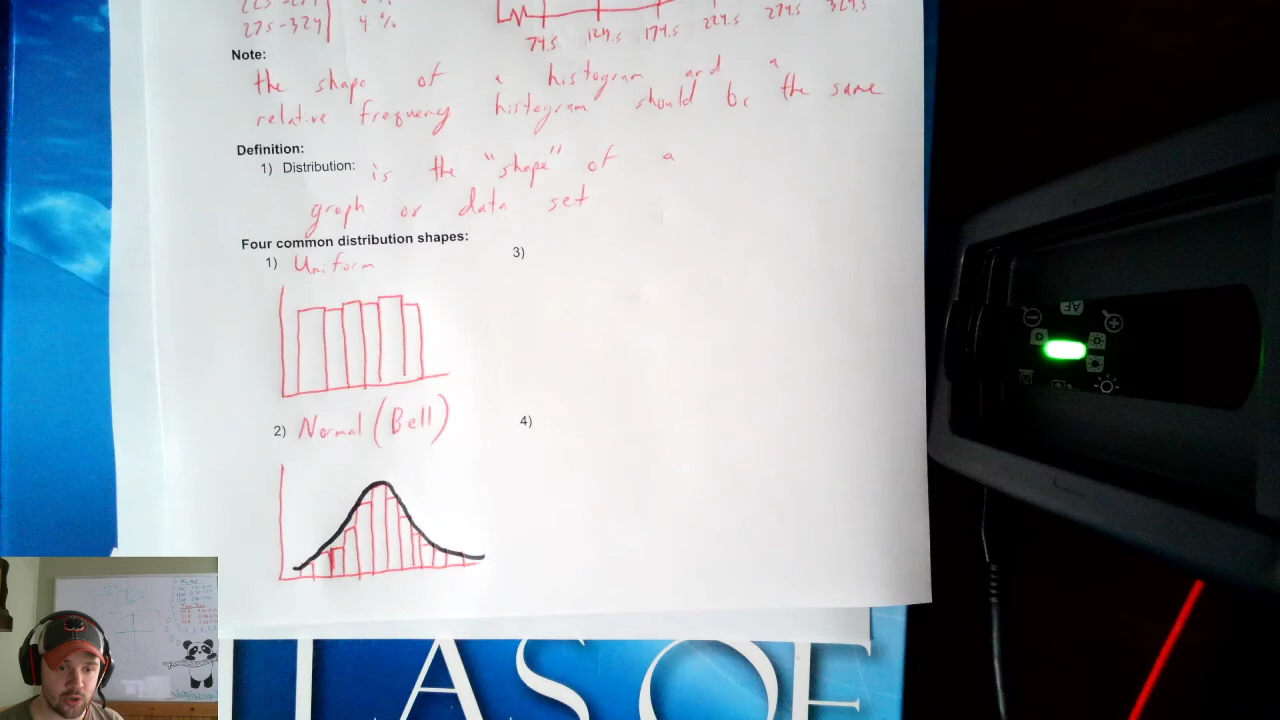 275-324 4 %
74.5 124.5 174.5 224.5 274.5 324.5
Note:
the shape of a histogram and a
relative frequency histogram should be the same
Definition:
1) Distribution: is the "shape" of a
graph or data set
Four common distribution shapes:
1) Uniform
3)
2) Normal (Bell)
4)
AF
LAS OF